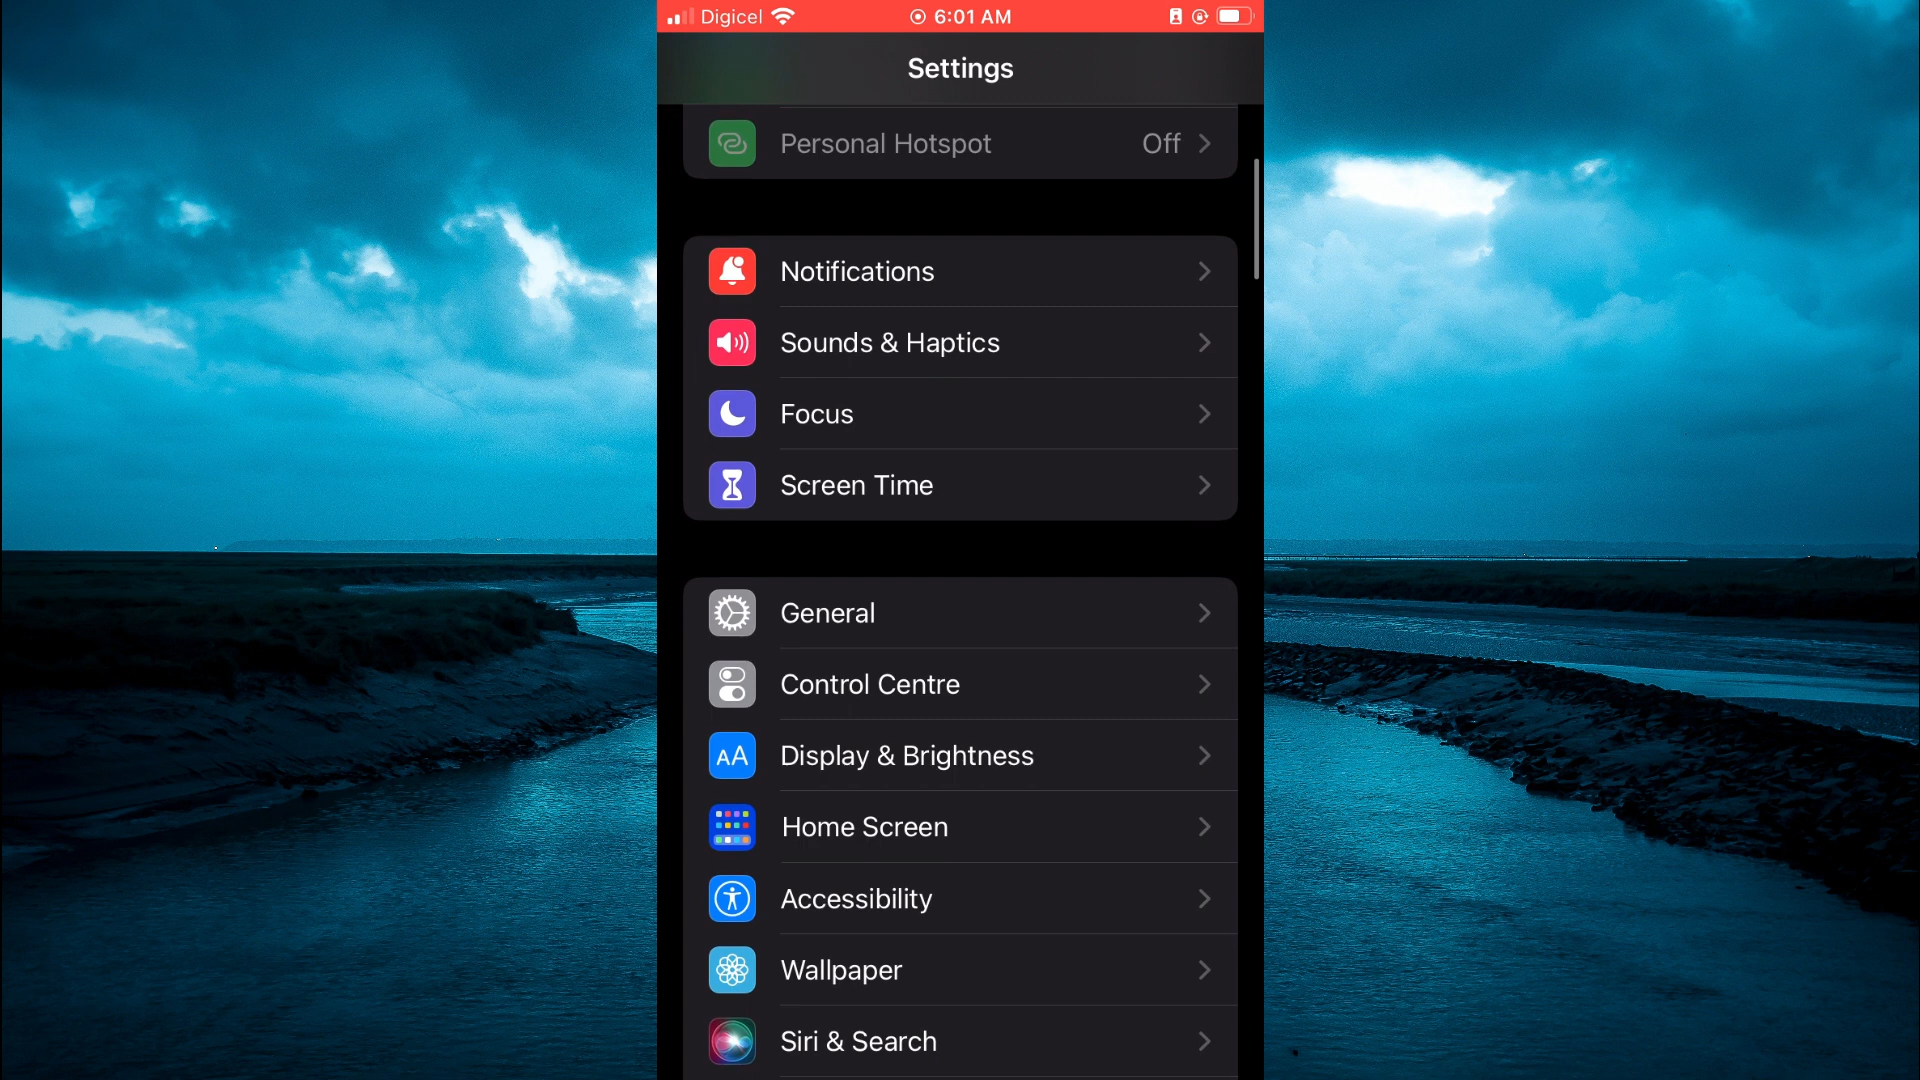 Digicel 6:01 AM
Settings
Personal Hotspot Off
Notifications
Sounds & Haptics
Focus
Screen Time
General
Control Centre
AA Display & Brightness
Home Screen
Accessibility
Wallpaper
Siri & Search